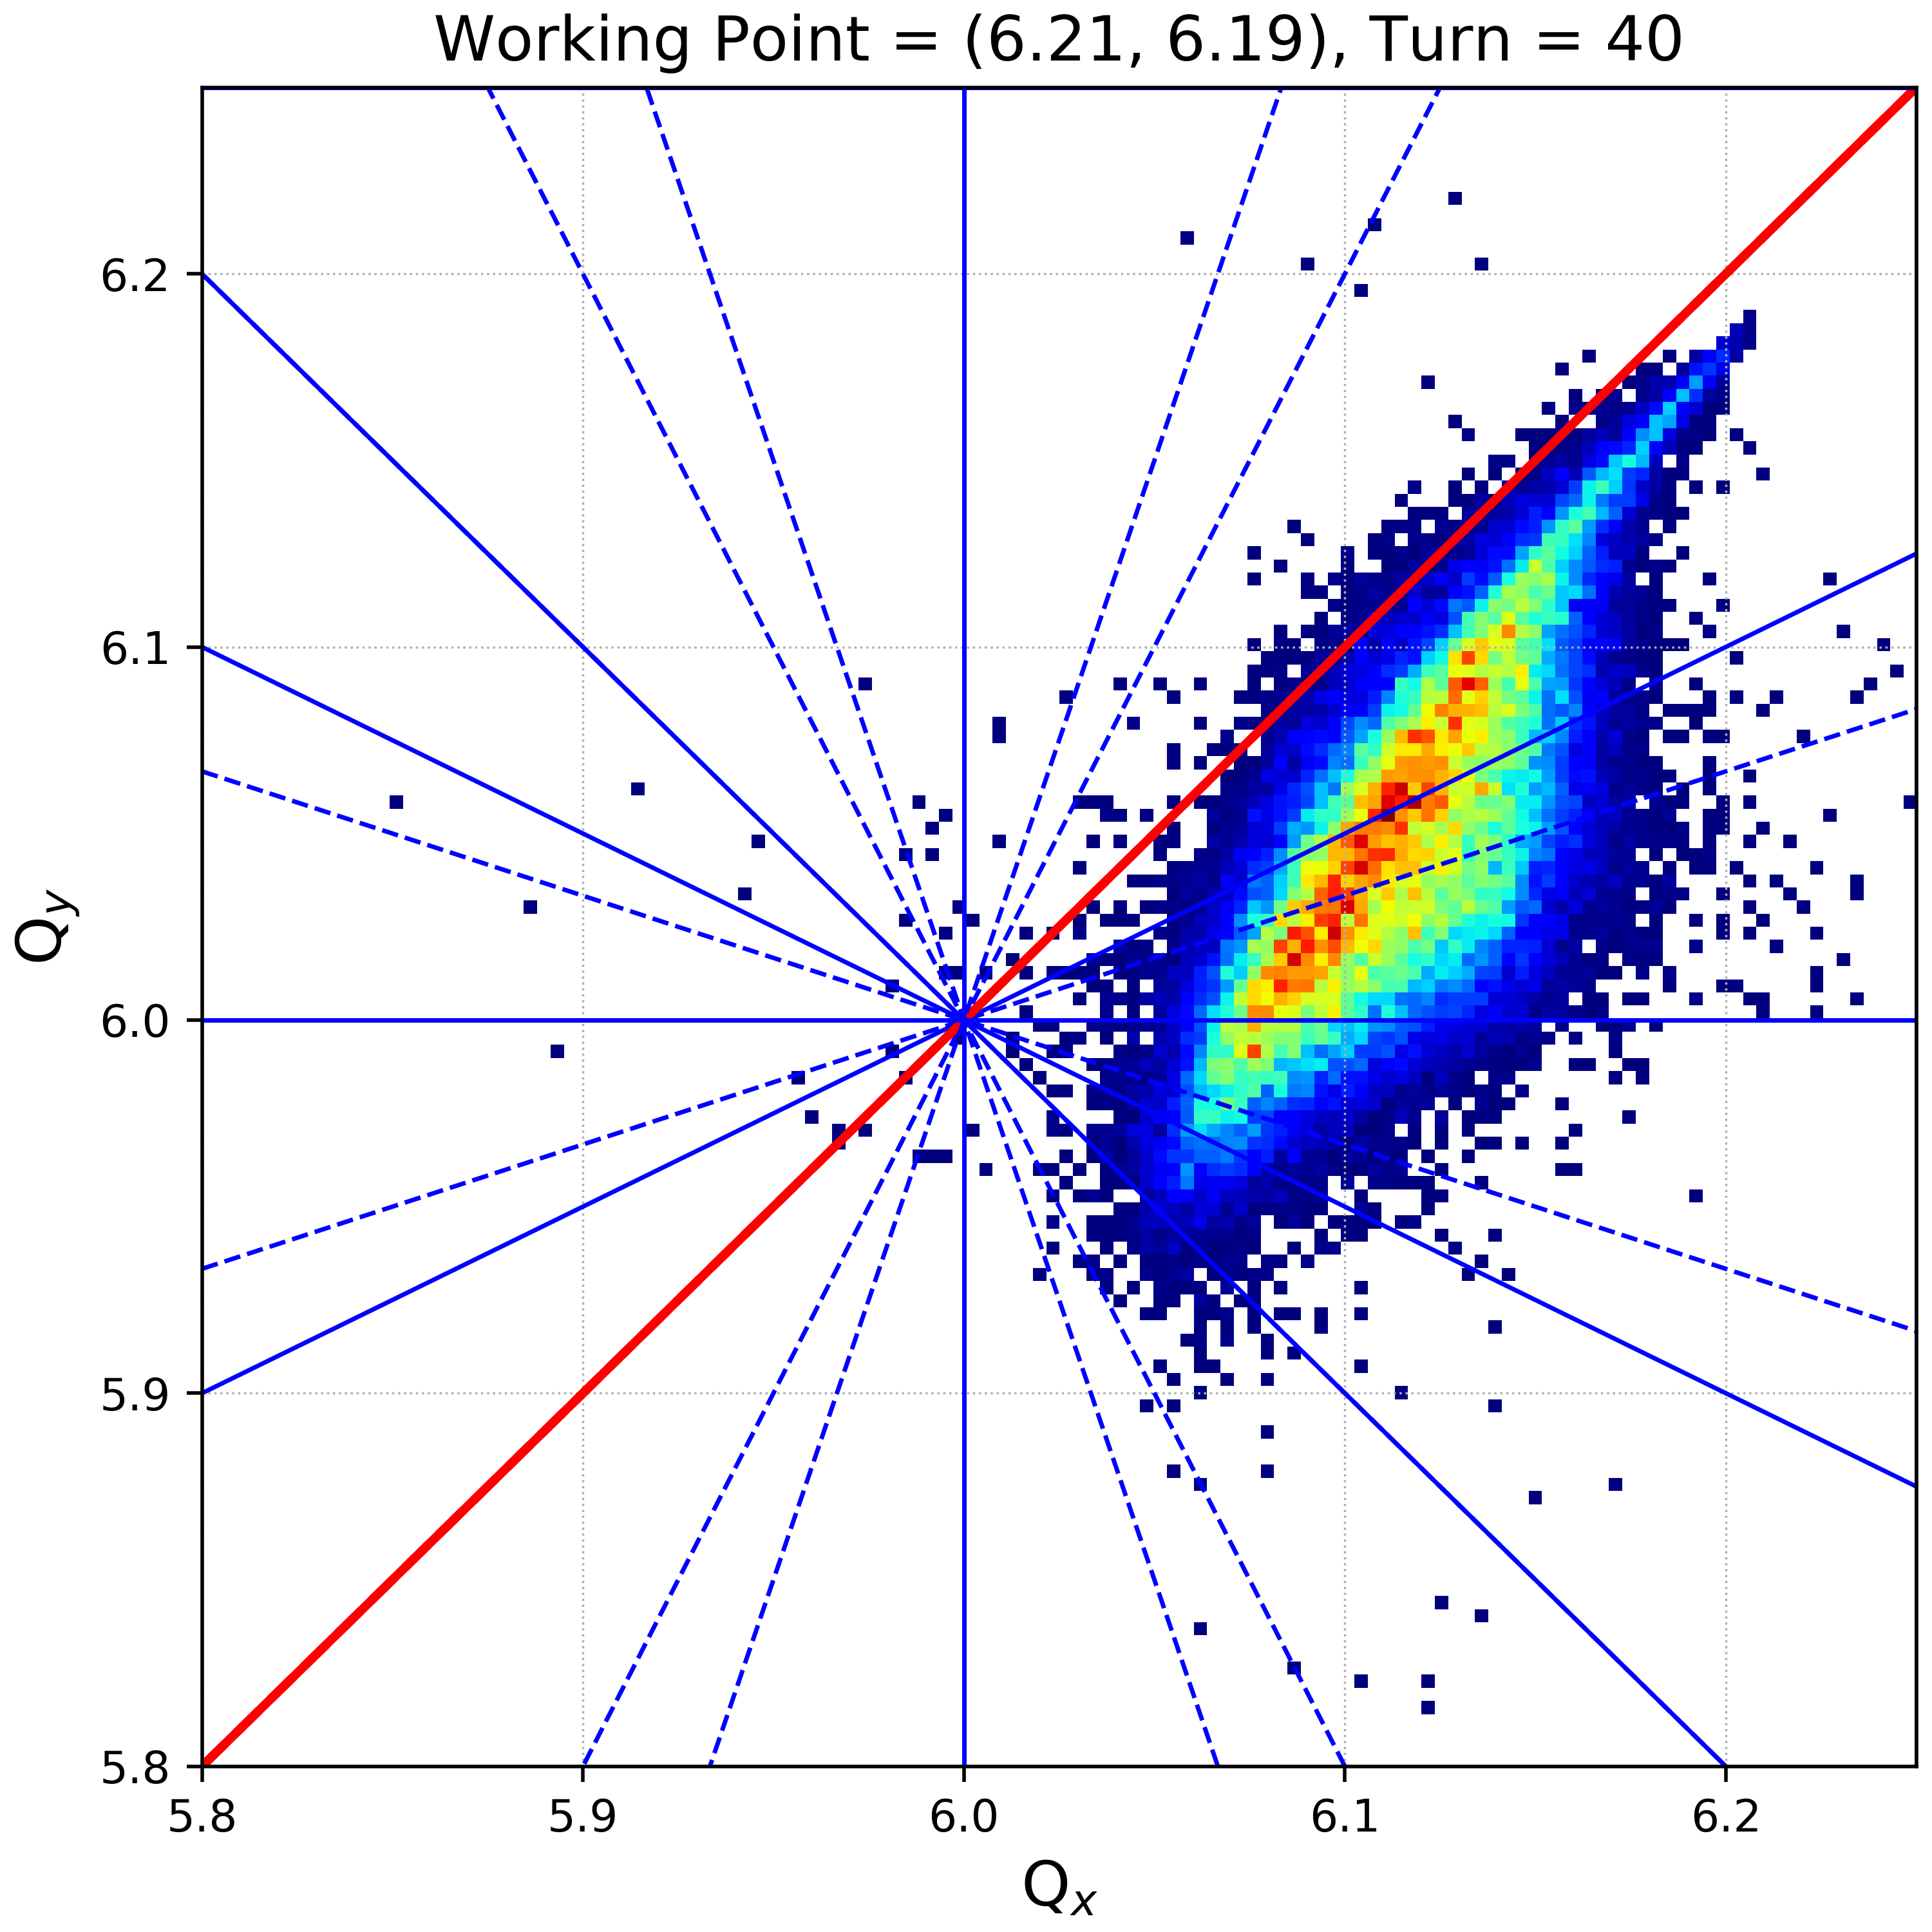 Working Point = (6.21, 6.19), Turn = 40
6.2
6.1
6.0
5.9
5.8
Qy
5.8 5.9 6.0 6.1 6.2
Qx